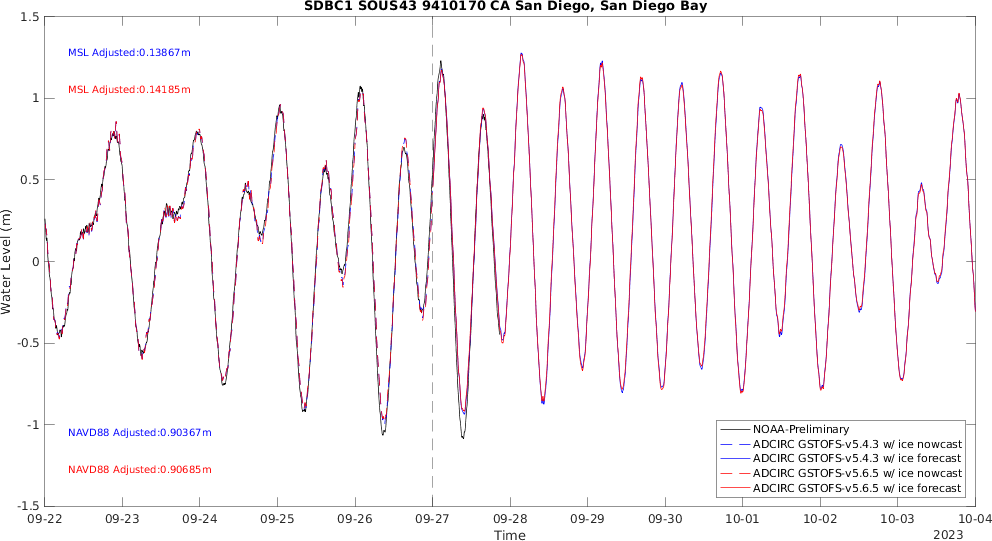 SDBC1 SOUS43 9410170 CA San Diego, San Diego Bay
1.5
1
0.5
0
-0.5
-1
-1.5
Water Level (m)
MSL Adjusted:0.13867m
MSL Adjusted:0.14185m
NAVD88 Adjusted:0.90367m
NAVD88 Adjusted:0.90685m
NOAA-Preliminary
ADCIRC GSTOFS-v5.4.3 w/ ice nowcast
ADCIRC GSTOFS-v5.4.3 w/ ice forecast
ADCIRC GSTOFS-v5.6.5 w/ ice nowcast
ADCIRC GSTOFS-v5.6.5 w/ ice forecast
09-22 09-23 09-24 09-25 09-26 09-27 09-28 09-29 09-30 10-01 10-02 10-03 10-04
Time
2023